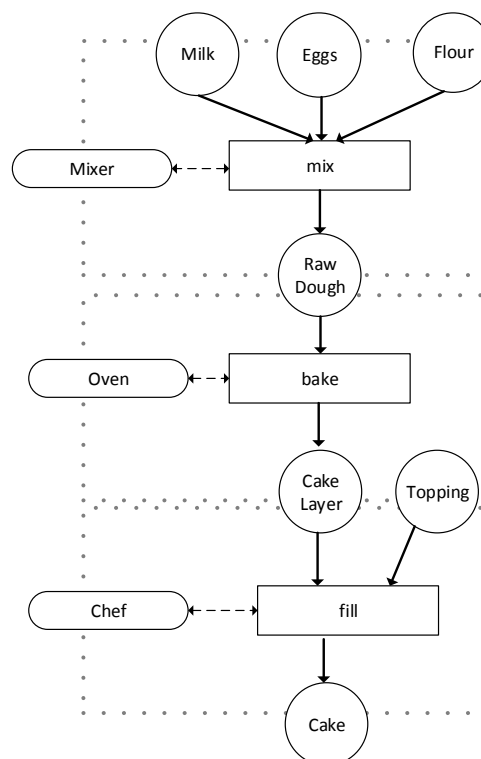 Milk
Eggs
Flour
Mixer
mix
Raw
Dough
Oven
bake
Cake
Layer
Topping
Chef
fill
Cake